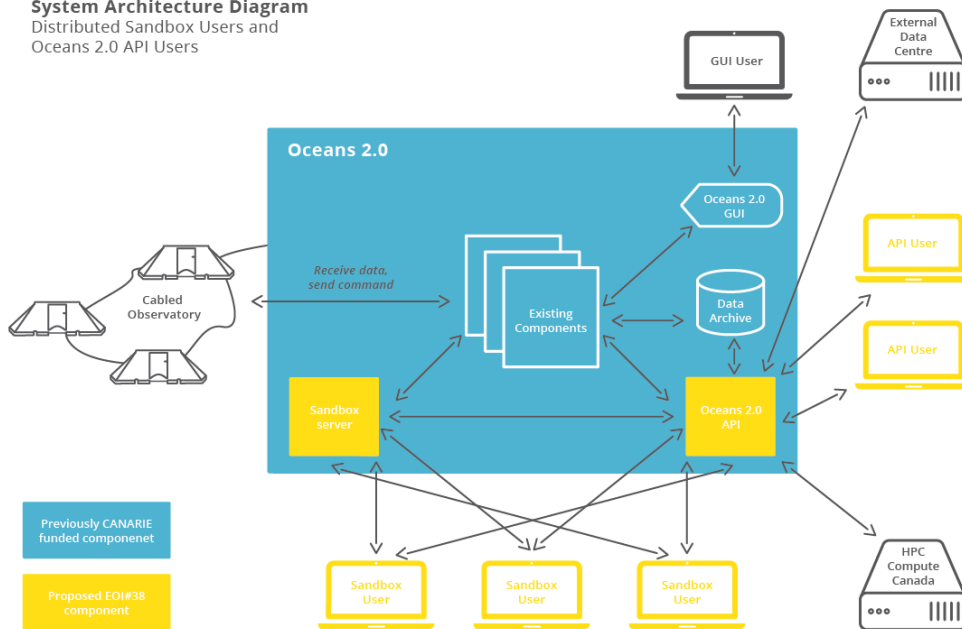 System Architecture Diagram
Distributed Sandbox Users and
Oceans 2.0 API Users
External
Data
Centre
GUI User
Oceans 2.0
Oceans 2.0
GUI
API User
Receive data,
send command
Cabled
Observatory
Existing
Components
Data
Archive
API User
Sandbox
server
Oceans 2.0
API
Previously CANARIE
funded componenet
Proposed EOI#38
component
Sandbox
User
Sandbox
User
Sandbox
User
HPC
Compute
Canada